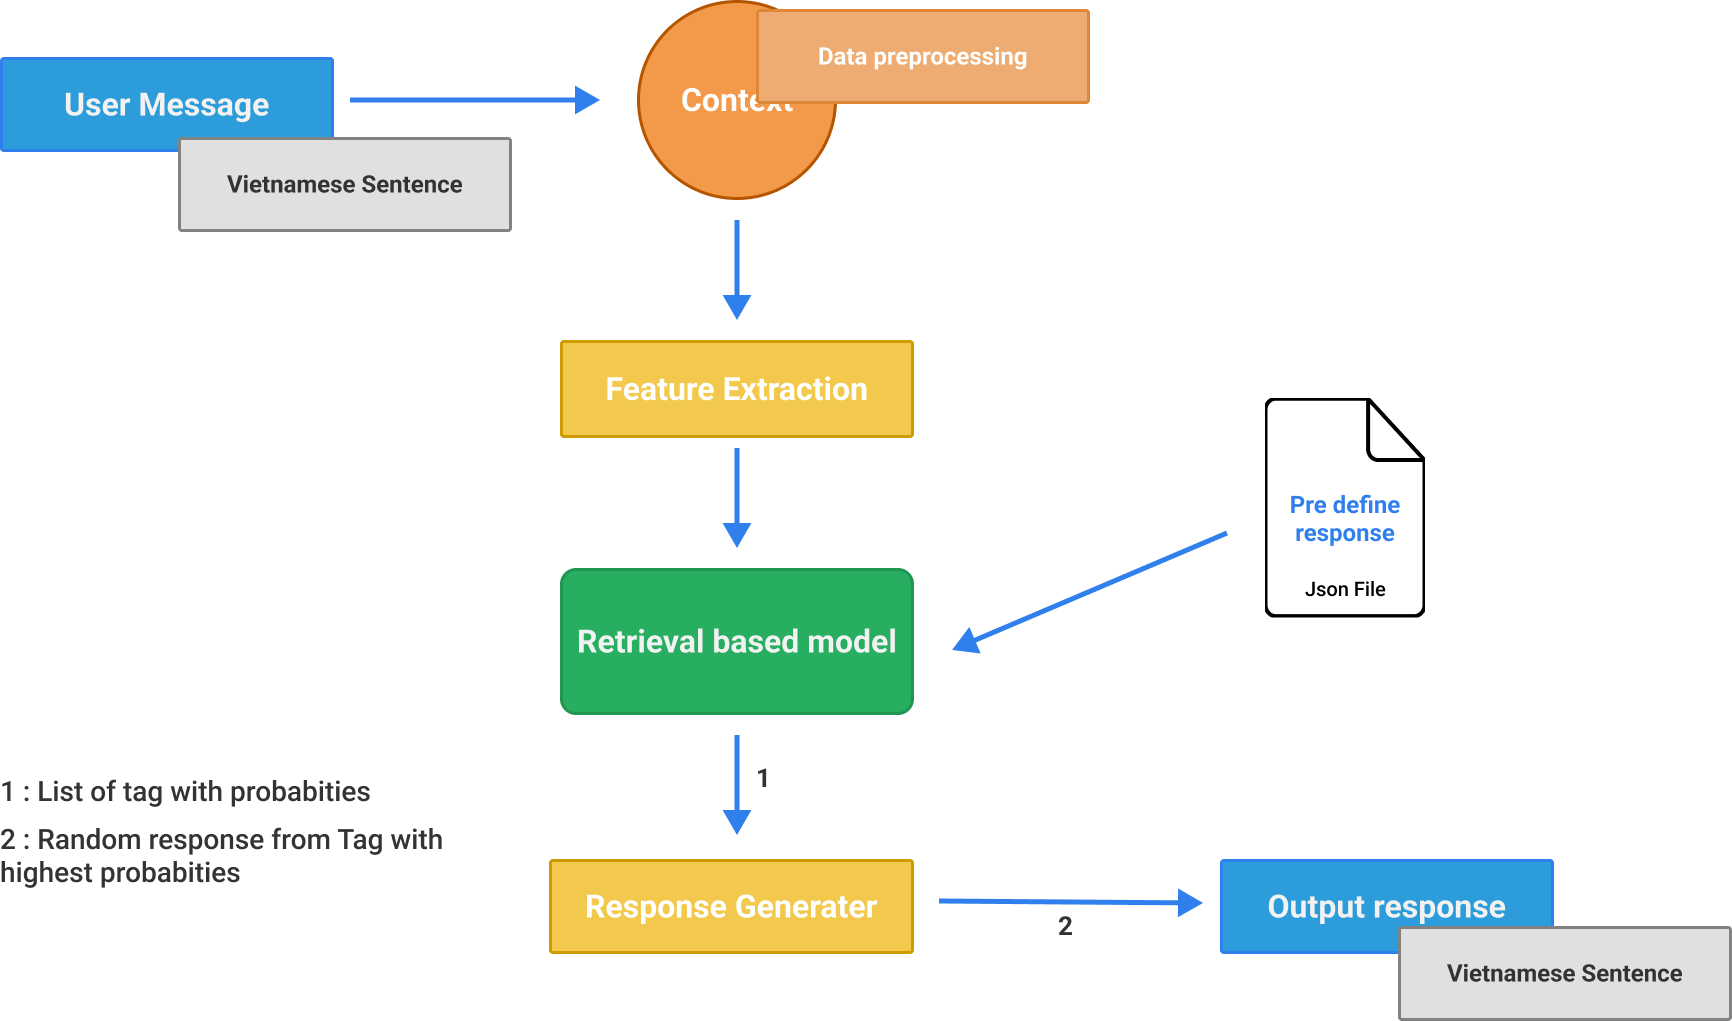 Data preprocessing
User Message
Context
Vietnamese Sentence
Feature Extraction
Pre define
response
Json File
Retrieval based model
1
1 : List of tag with probabities
2 : Random response from Tag with
highest probabities
Response Generater
2
Output response
Vietnamese Sentence